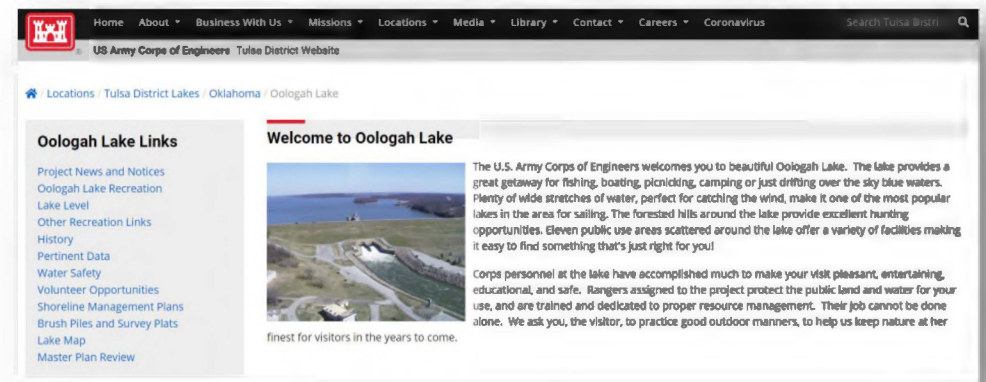 Home About Business With Us Missions Locations Media Library Contact Careers Coronavirus Search Tulsa Distri
US Army Corps of Engineers Tulsa District Website
/ Locations / Tulsa District Lakes / Oklahoma / Oologah Lake
Oologah Lake Links
Project News and Notices
Oologah Lake Recreation
Lake Level
Other Recreation Links
History
Pertinent Data
Water Safety
Volunteer Opportunities
Shoreline Management Plans
Brush Piles and Survey Plats
Lake Map
Master Plan Review
Welcome to Oologah Lake
The U.S. Army Corps of Engineers welcomes you to beautiful Oologah Lake. The lake provides a
great getaway for fishing, boating, picnicking, camping or just drifting over the sky blue waters.
Plenty of wide stretches of water, perfect for catching the wind, make it one of the most popular
lakes in the area for sailing. The forested hills around the lake provide excellent hunting
opportunities. Eleven public use areas scattered around the lake offer a variety of facilities making
it easy to find something that's just right for you!
Corps personnel at the lake have accomplished much to make your visit pleasant, entertaining,
educational, and safe. Rangers assigned to the project protect the public land and water for your
use, and are trained and dedicated to proper resource management. Their job cannot be done
alone. We ask you, the visitor, to practice good outdoor manners, to help us keep nature at her
finest for visitors in the years to come.